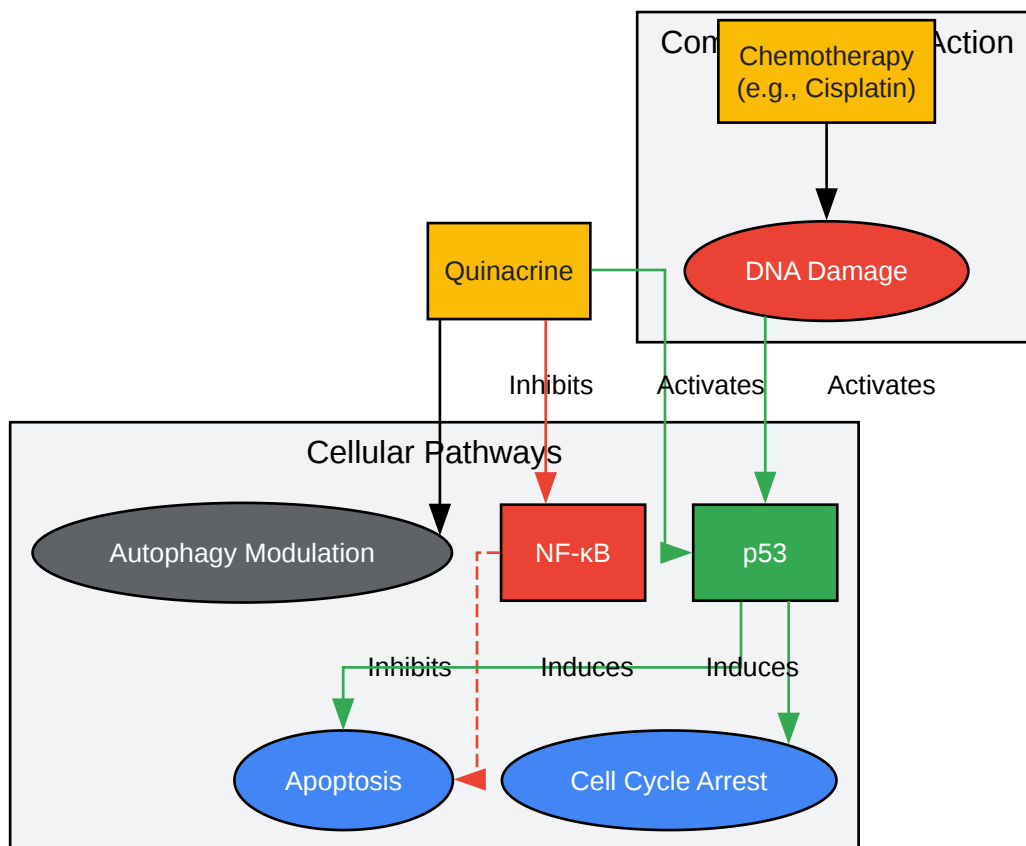 Action
Chemotherapy
(e.g., Cisplatin)
Quinacrine
DNA Damage
Inhibits
Activates
Activates
Cellular Pathways
Autophagy Modulation
NF-κB
p53
Inhibits
Induces
Induces
Apoptosis
Cell Cycle Arrest